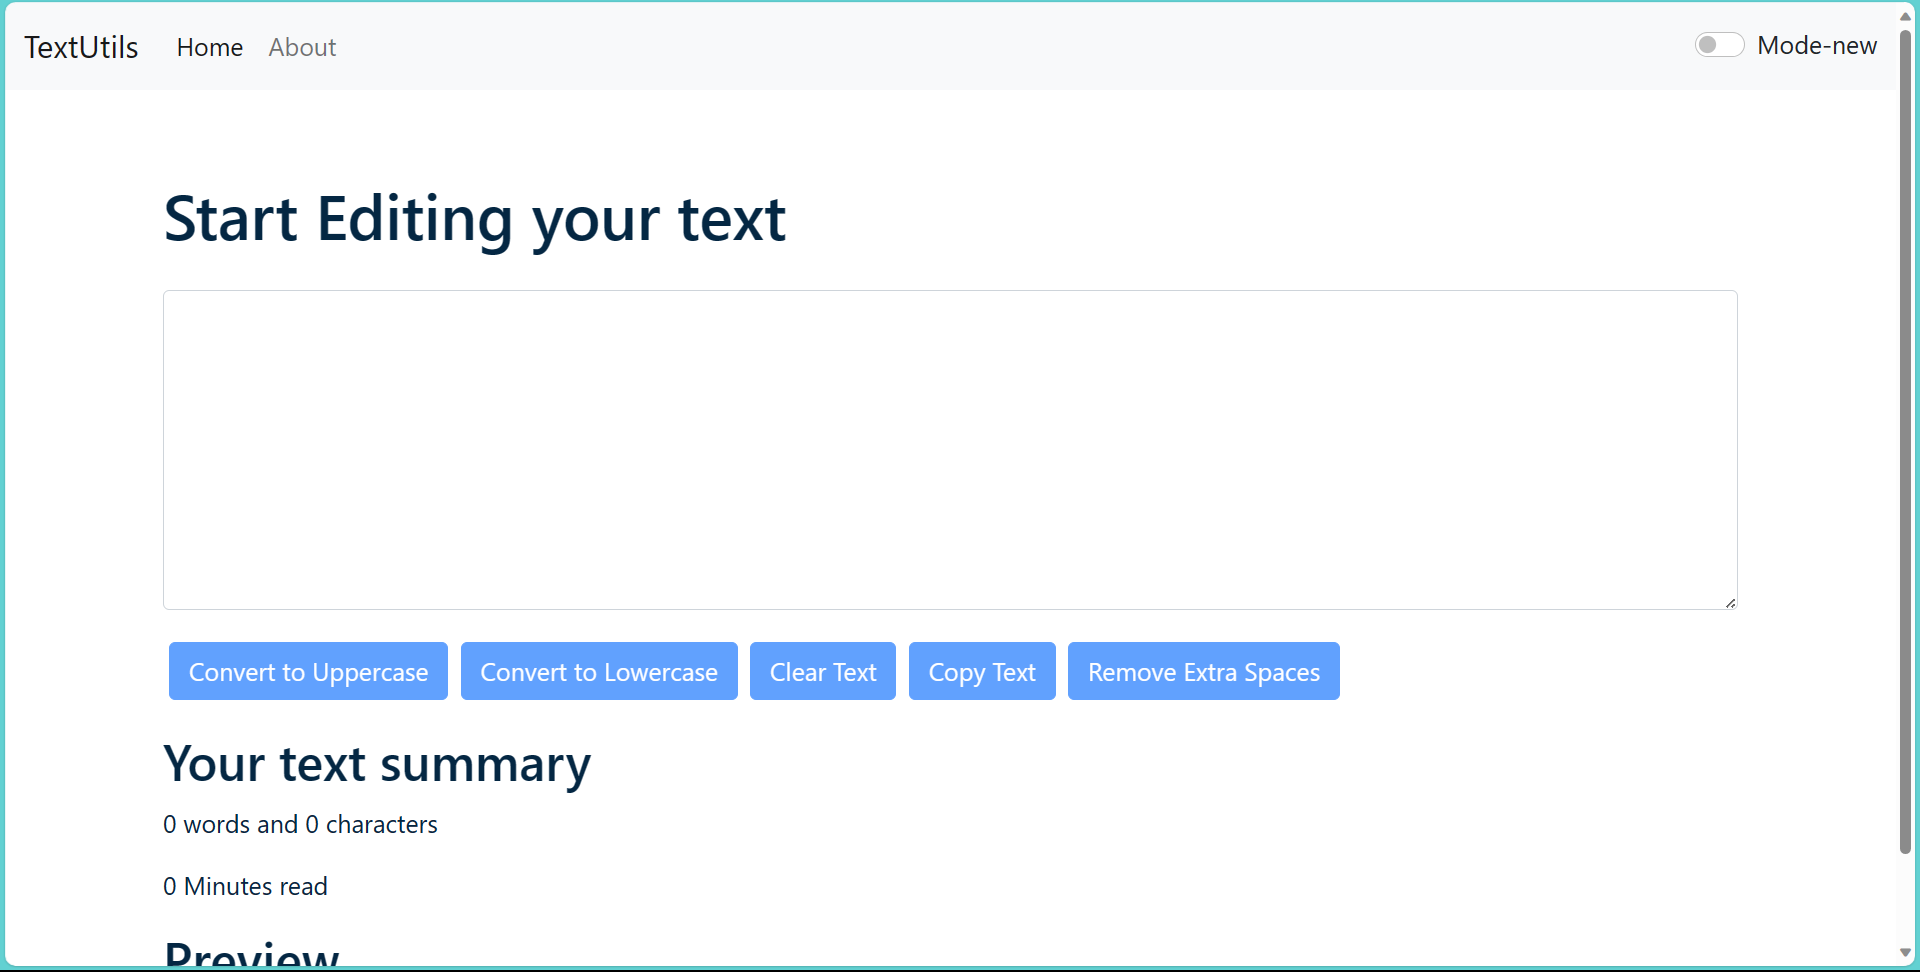 TextUtils Home About Mode-new
Start Editing your text
Convert to Uppercase Convert to Lowercase Clear Text Copy Text Remove Extra Spaces
Your text summary
0 words and 0 characters
0 Minutes read
Preview